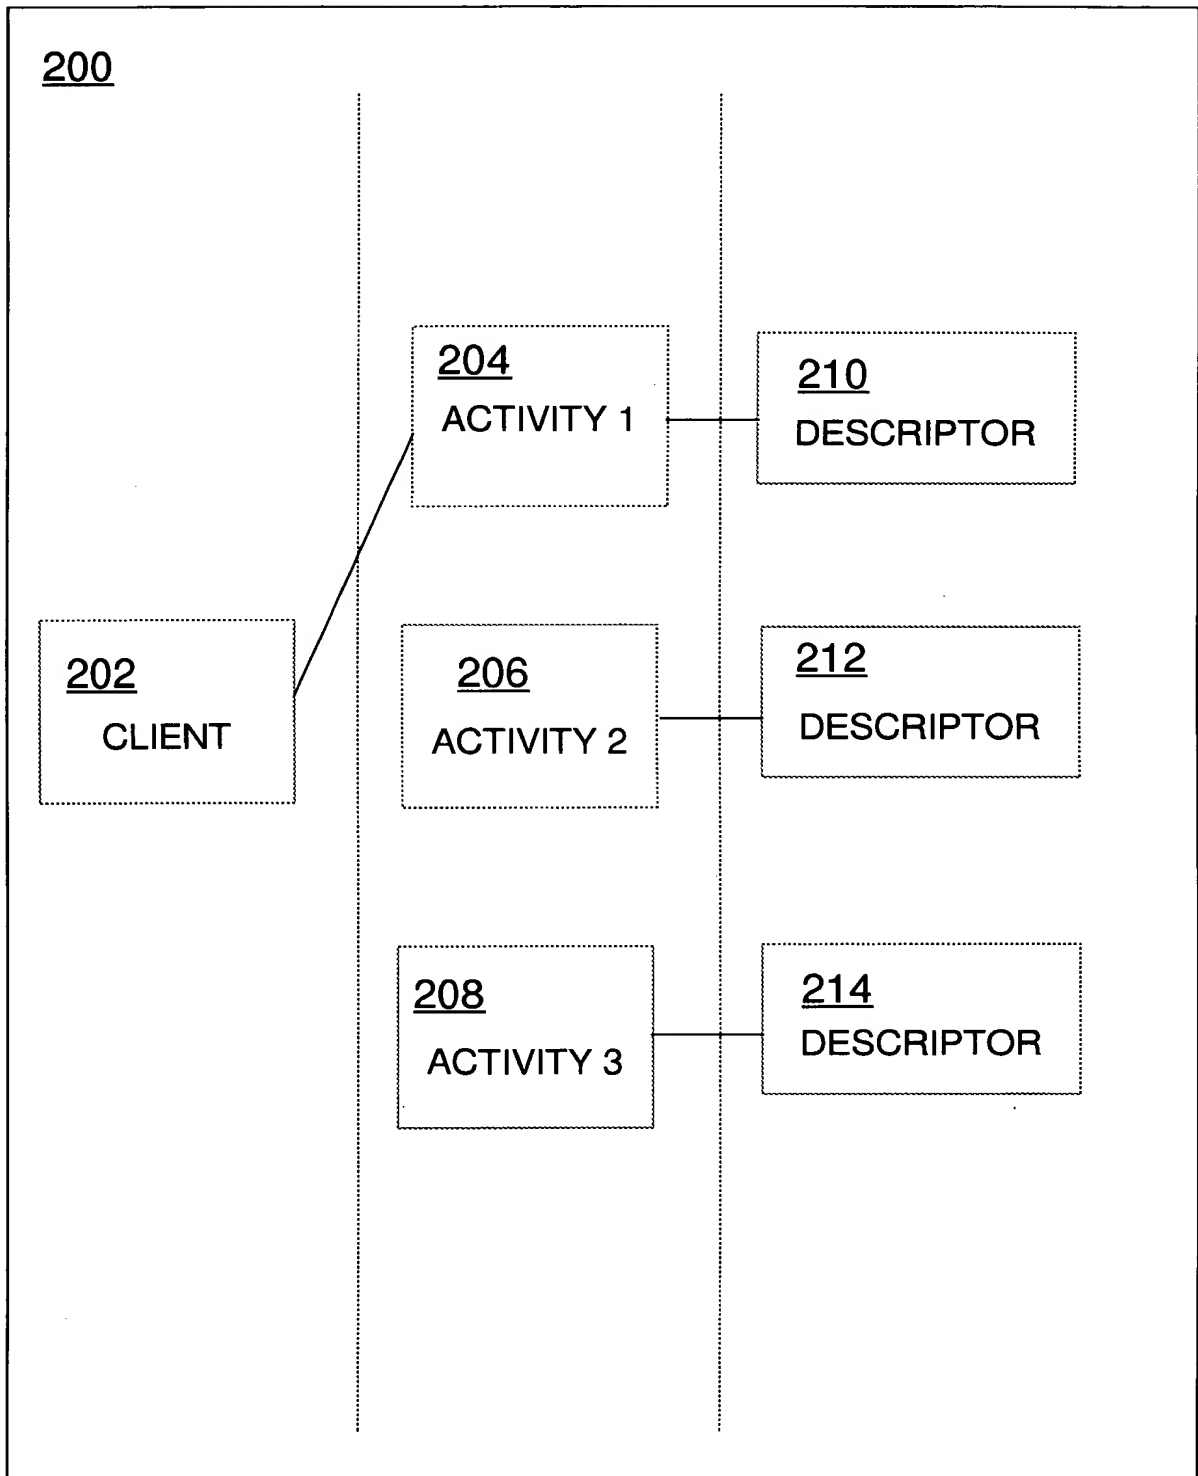 200
204
ACTIVITY 1
210
DESCRIPTOR
202
CLIENT
206
ACTIVITY 2
212
DESCRIPTOR
208
ACTIVITY 3
214
DESCRIPTOR